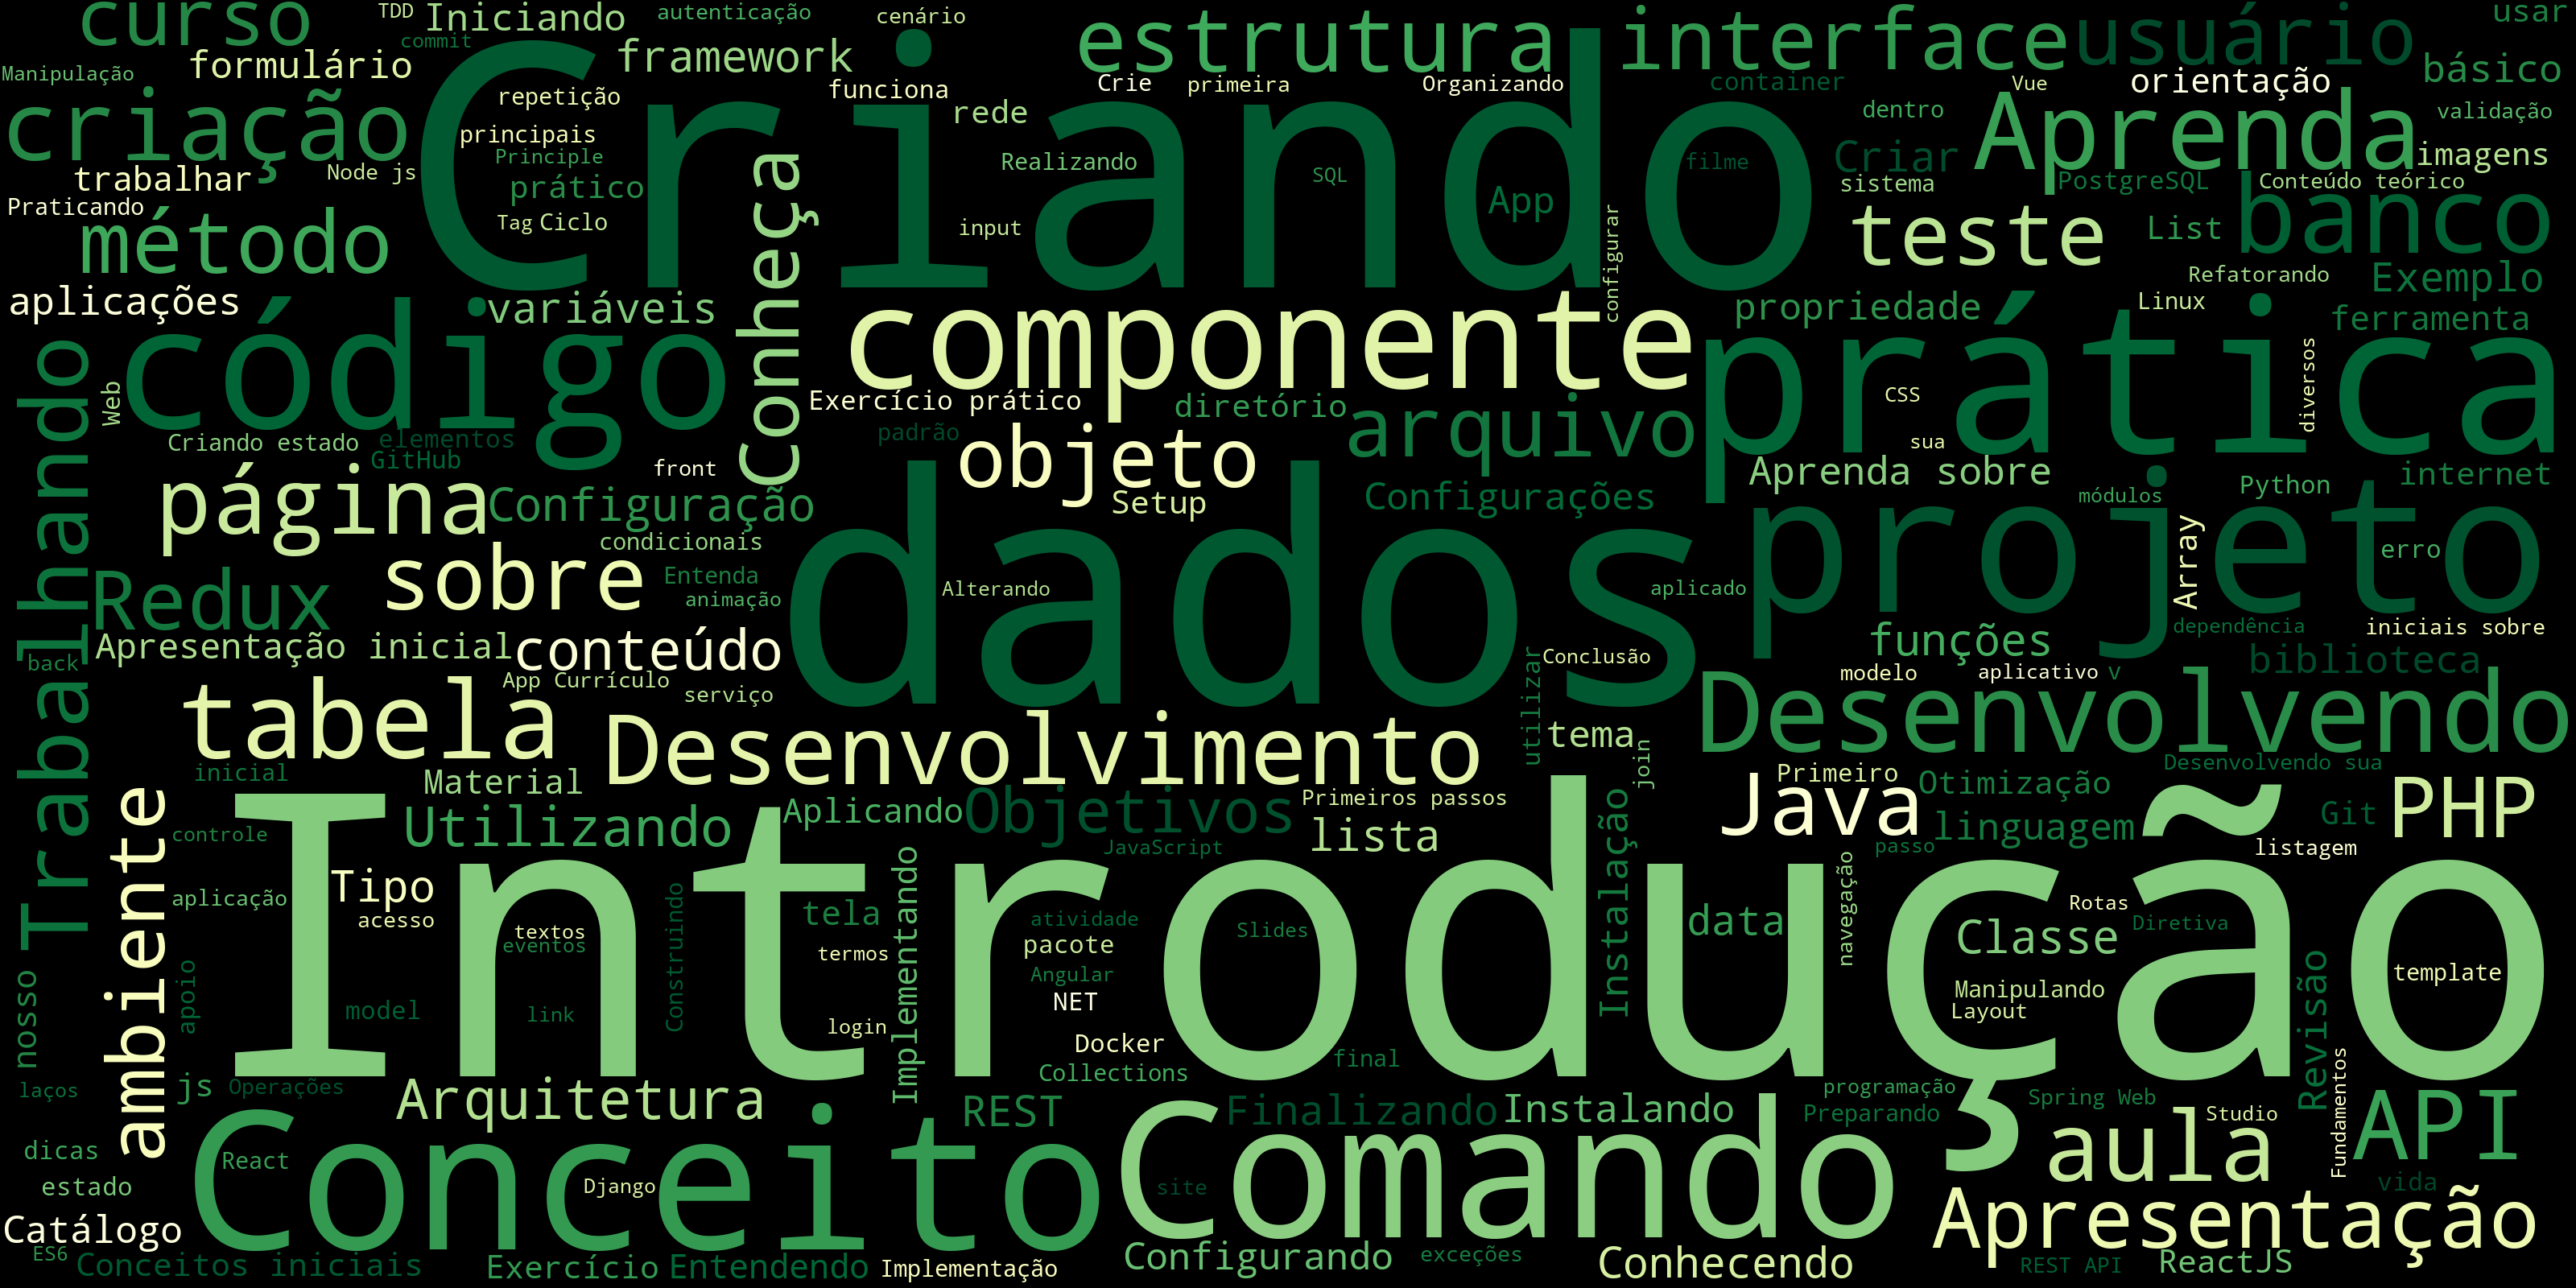 curso
TDD
Iniciando
autenticação
cenário
estrutura
interface
usuário
usar
commit
framework
Manipulação
formulário
funciona
Crie
primeira
Organizando
container
Vue
orientação
básico
criação
repetição
Criando
rede
dentro
Aprenda
validação
principais
Principle
Realizando
SQL
filme
Criar
imagens
trabalhar
Node js
prático
Conheça
App
sistema
PostgreSQL
Conteúdo teórico
Praticando
método
Tag
Ciclo
input
configurar
teste
List
banco
Refatorando
Exemplo
aplicações
variáveis
propriedade
Linux
ferramenta
código
componente
prática
Trabalhando
Web
Exercício prático
diretório
arquivo
CSS
diversos
Criando estado
elementos
padrão
objeto
sua
GitHub
front
Aprenda sobre
Python
internet
página
Configuração
Setup
Configurações
módulos
projeto
condicionais
dados
Array
erro
sobre
Redux
Entenda
animação
Alterando
aplicado
Apresentação inicial
conteúdo
funções
dependência
iniciais sobre
back
Conclusão
utilizar
modelo
aplicativo
v
biblioteca
tabela
App Currículo
serviço
Desenvolvimento
tema
join
Desenvolvendo
inicial
Material
Primeiro
Otimização
Desenvolvendo sua
ambiente
Utilizando
Aplicando
Objetivos
Primeiros passos
Instalação
Java
linguagem
Git
PHP
controle
JavaScript
lista
passo
listagem
Introdução
Tipo
aplicação
acesso
textos
eventos
Construindo
tela
Implementando
atividade
Slides
data
navegação
Classe
Rotas
Diretiva
termos
pacote
Angular
template
nosso
apoio
model
link
login
NET
Manipulando
Layout
Revisão
Docker
Collections
final
Fundamentos
laços
js
Operações
Arquitetura
REST
Finalizando
Instalando
programação
Preparando
Spring Web
Studio
API
dicas
Conceito
Comando
aula
React
estado
Django
site
vida
Catálogo
Apresentação
ES6
Conceitos iniciais
Exercício
Entendendo
Implementação
Configurando
exceções
Conhecendo
REST API
ReactJS